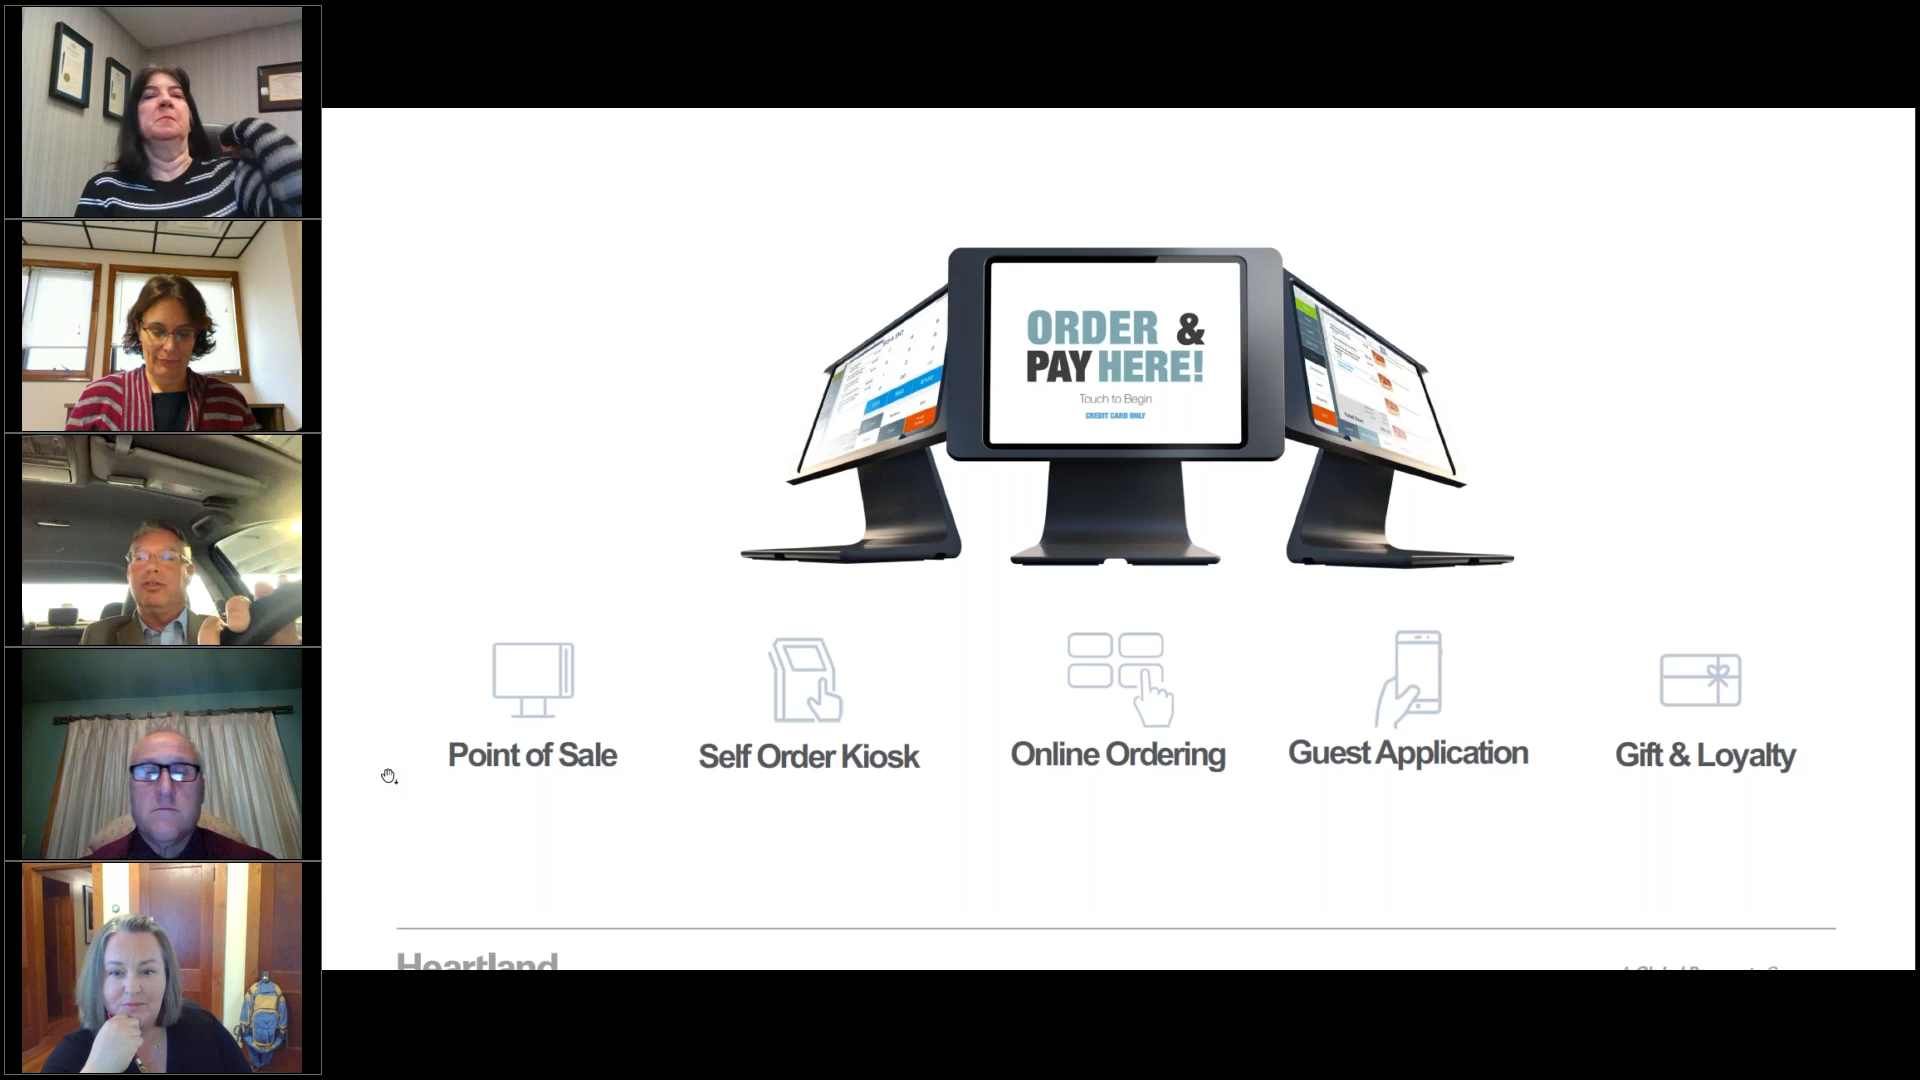 ORDER &
PAY HERE!
Touch to Begin
CREDIT CARD ONLY
Point of Sale
Self Order Kiosk
Online Ordering
Guest Application
Gift & Loyalty
Heartland